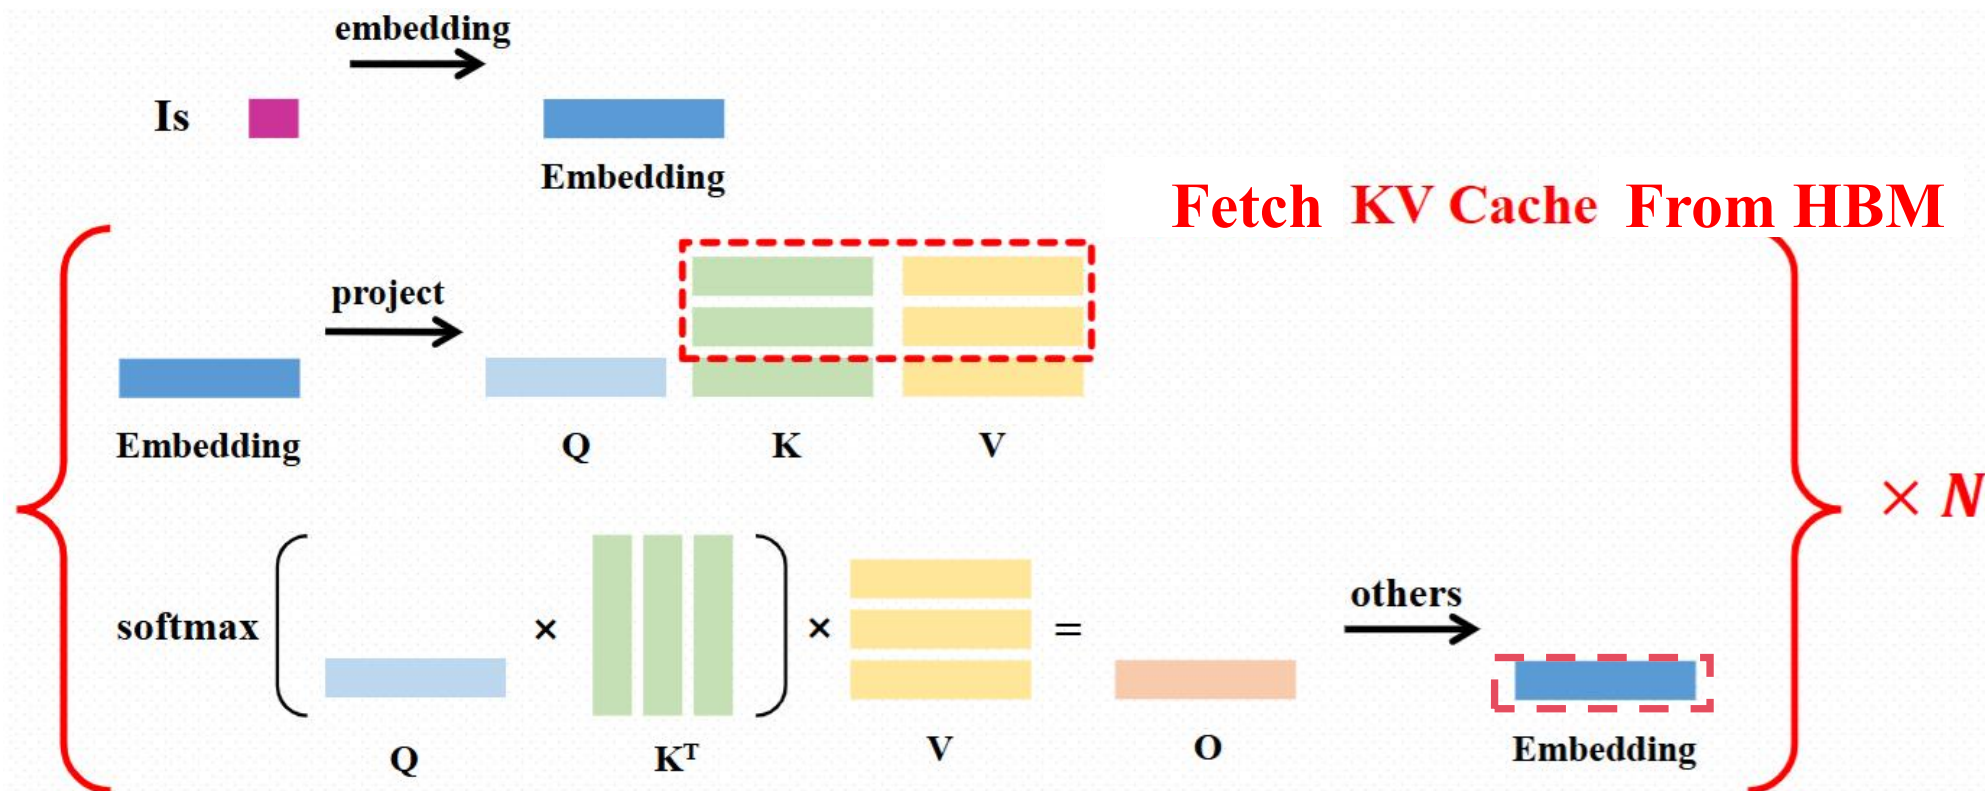 embedding
Is
Embedding
Fetch KV Cache From HBM
project
Embedding
Q
K
V
× N
softmax
×
×
=
others
Q
Kᵀ
V
O
Embedding